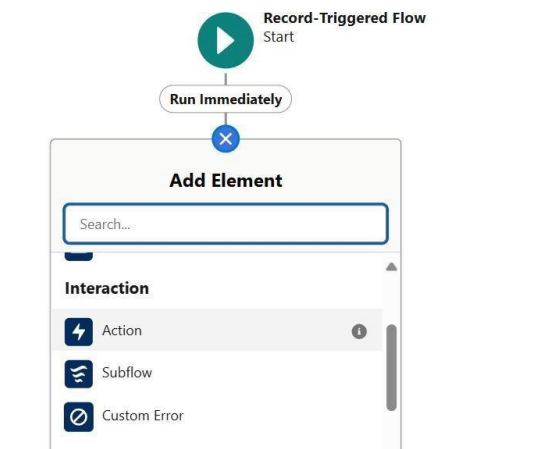 Record-Triggered Flow
Start
Run Immediately
Add Element
Search...
Interaction
Action
Subflow
Custom Error